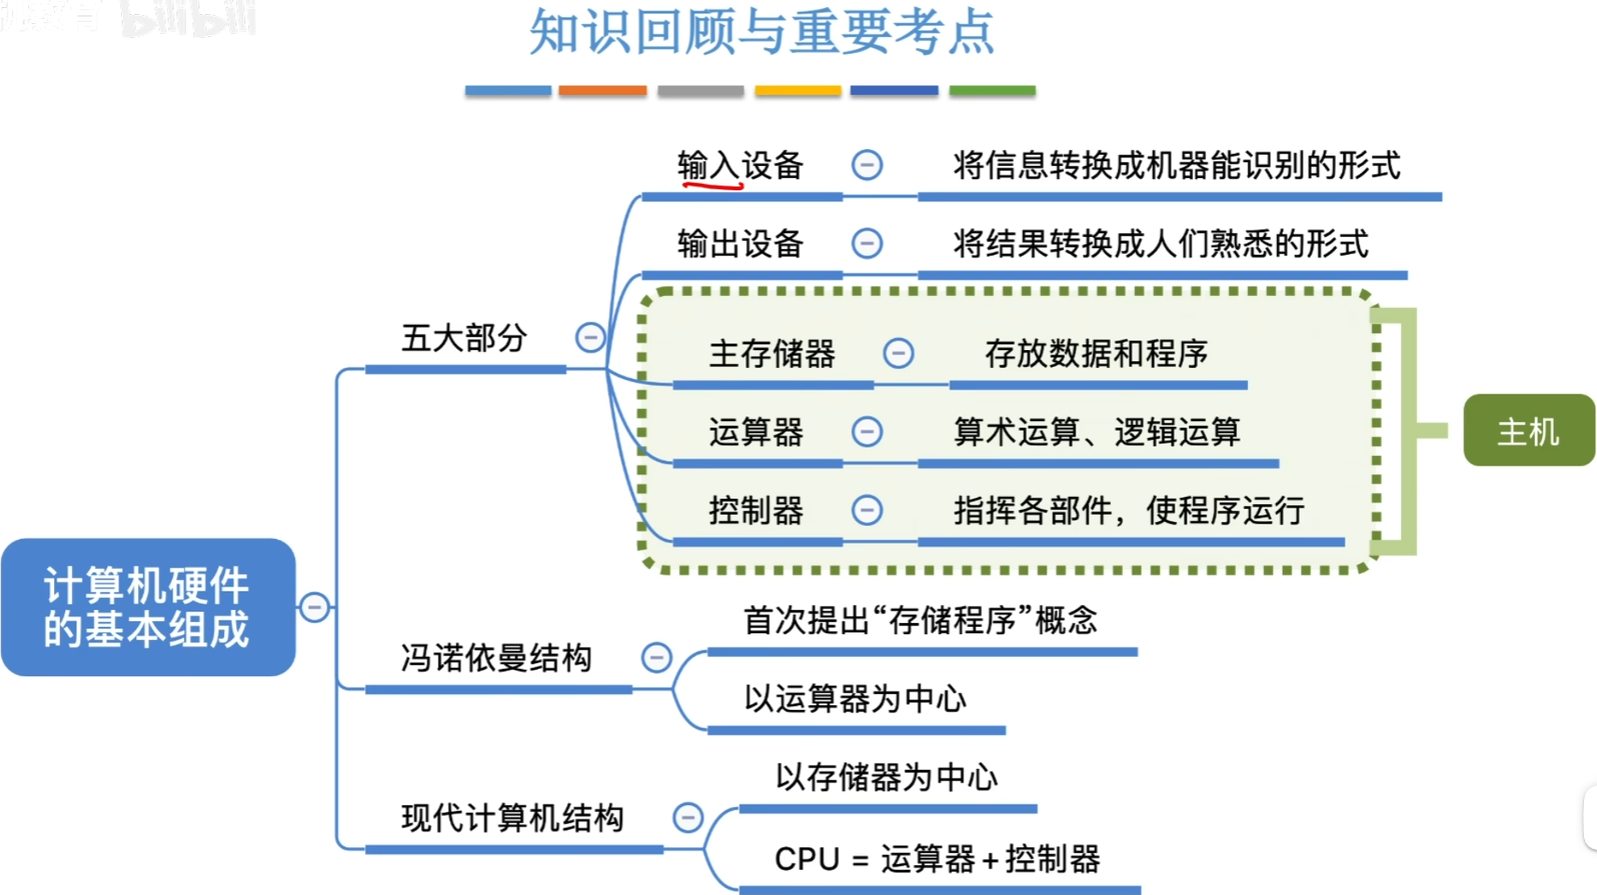 bilibili
知识回顾与重要考点
输入设备
将信息转换成机器能识别的形式
输出设备
将结果转换成人们熟悉的形式
五大部分
主存储器
存放数据和程序
运算器
算术运算、逻辑运算
主机
控制器
指挥各部件，使程序运行
计算机硬件
的基本组成
首次提出“存储程序”概念
冯诺依曼结构
以运算器为中心
以存储器为中心
现代计算机结构
CPU = 运算器+控制器